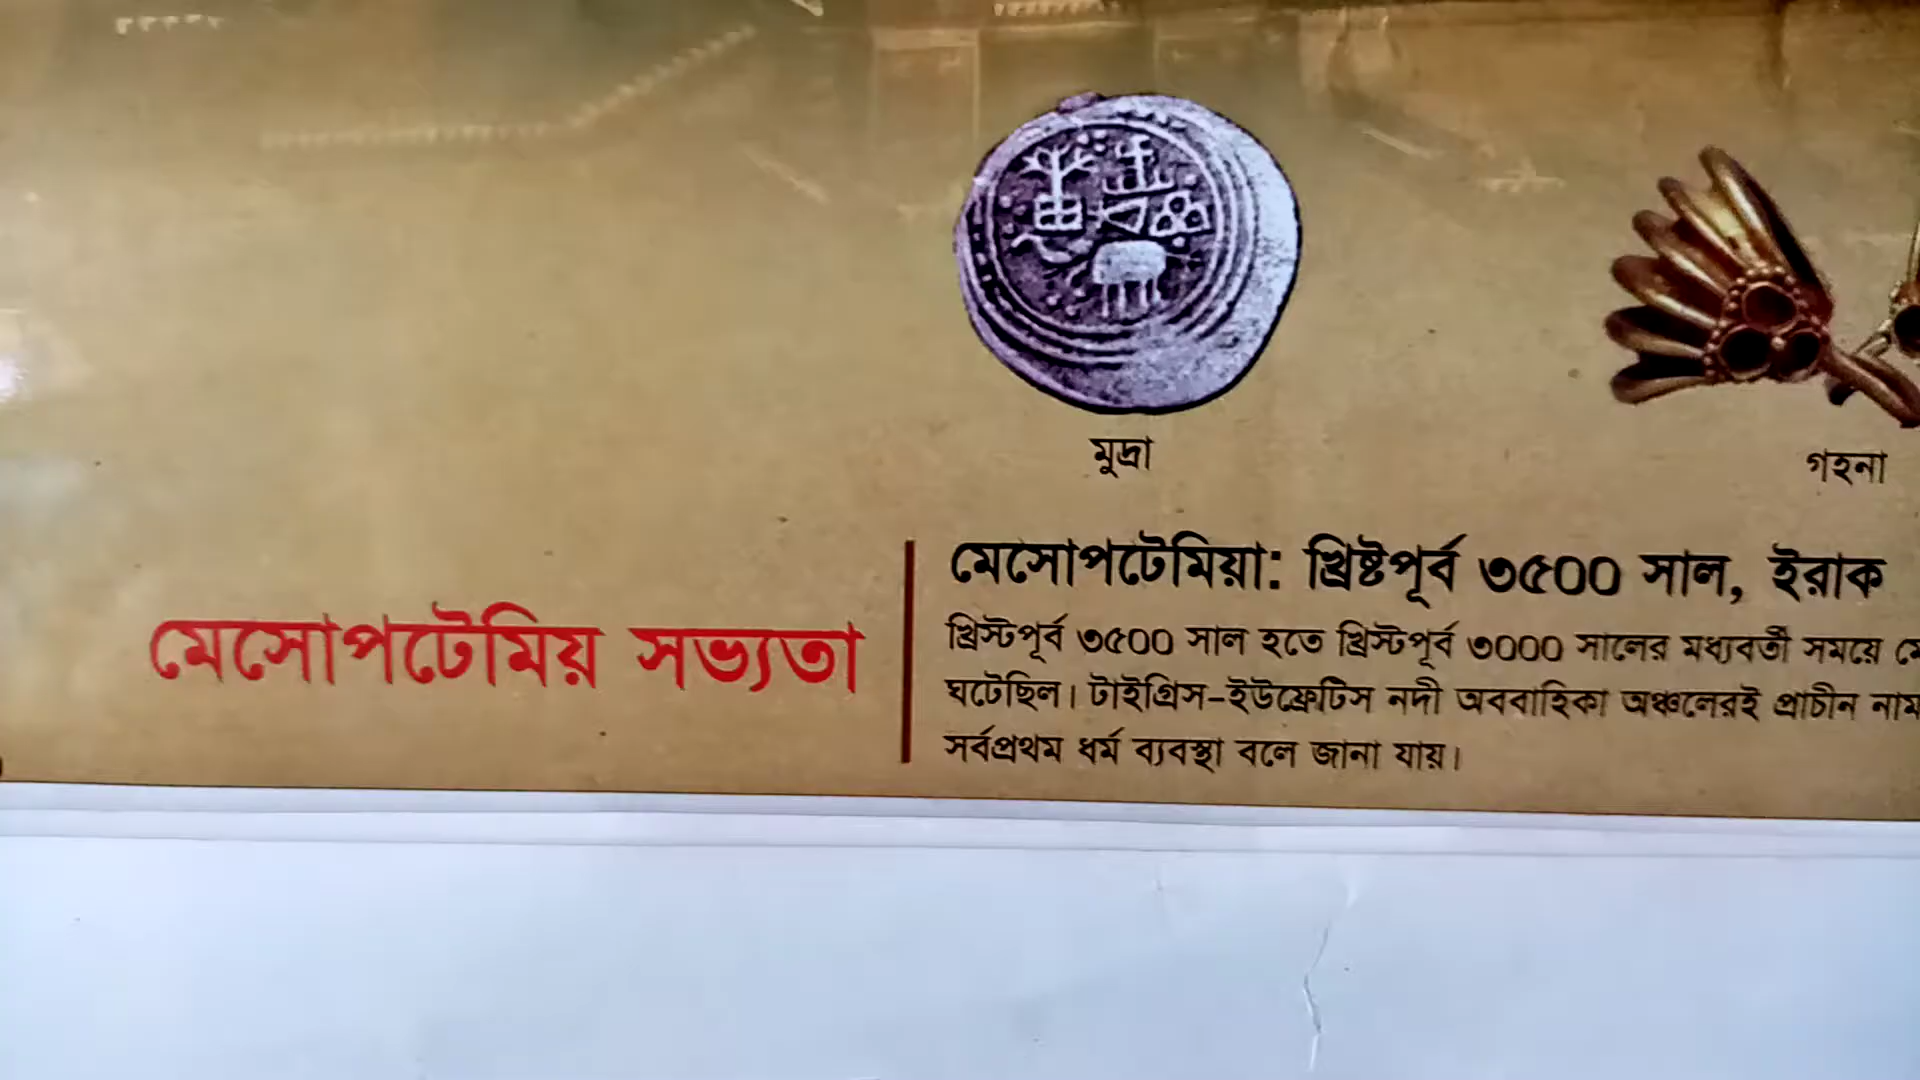 মুদ্রা
গহনা
মেসোপটেমিয় সভ্যতা
মেসোপটেমিয়া: খ্রিষ্টপূর্ব ৩৫০০ সাল, ইরাক
খ্রিস্টপূর্ব ৩৫০০ সাল হতে খ্রিস্টপূর্ব ৩০০০ সালের মধ্যবর্তী সময়ে
ঘটেছিল। টাইগ্রিস-ইউফ্রেটিস নদী অববাহিকা অঞ্চলেরই প্রাচীন নাম
সর্বপ্রথম ধর্ম ব্যবস্থা বলে জানা যায়।